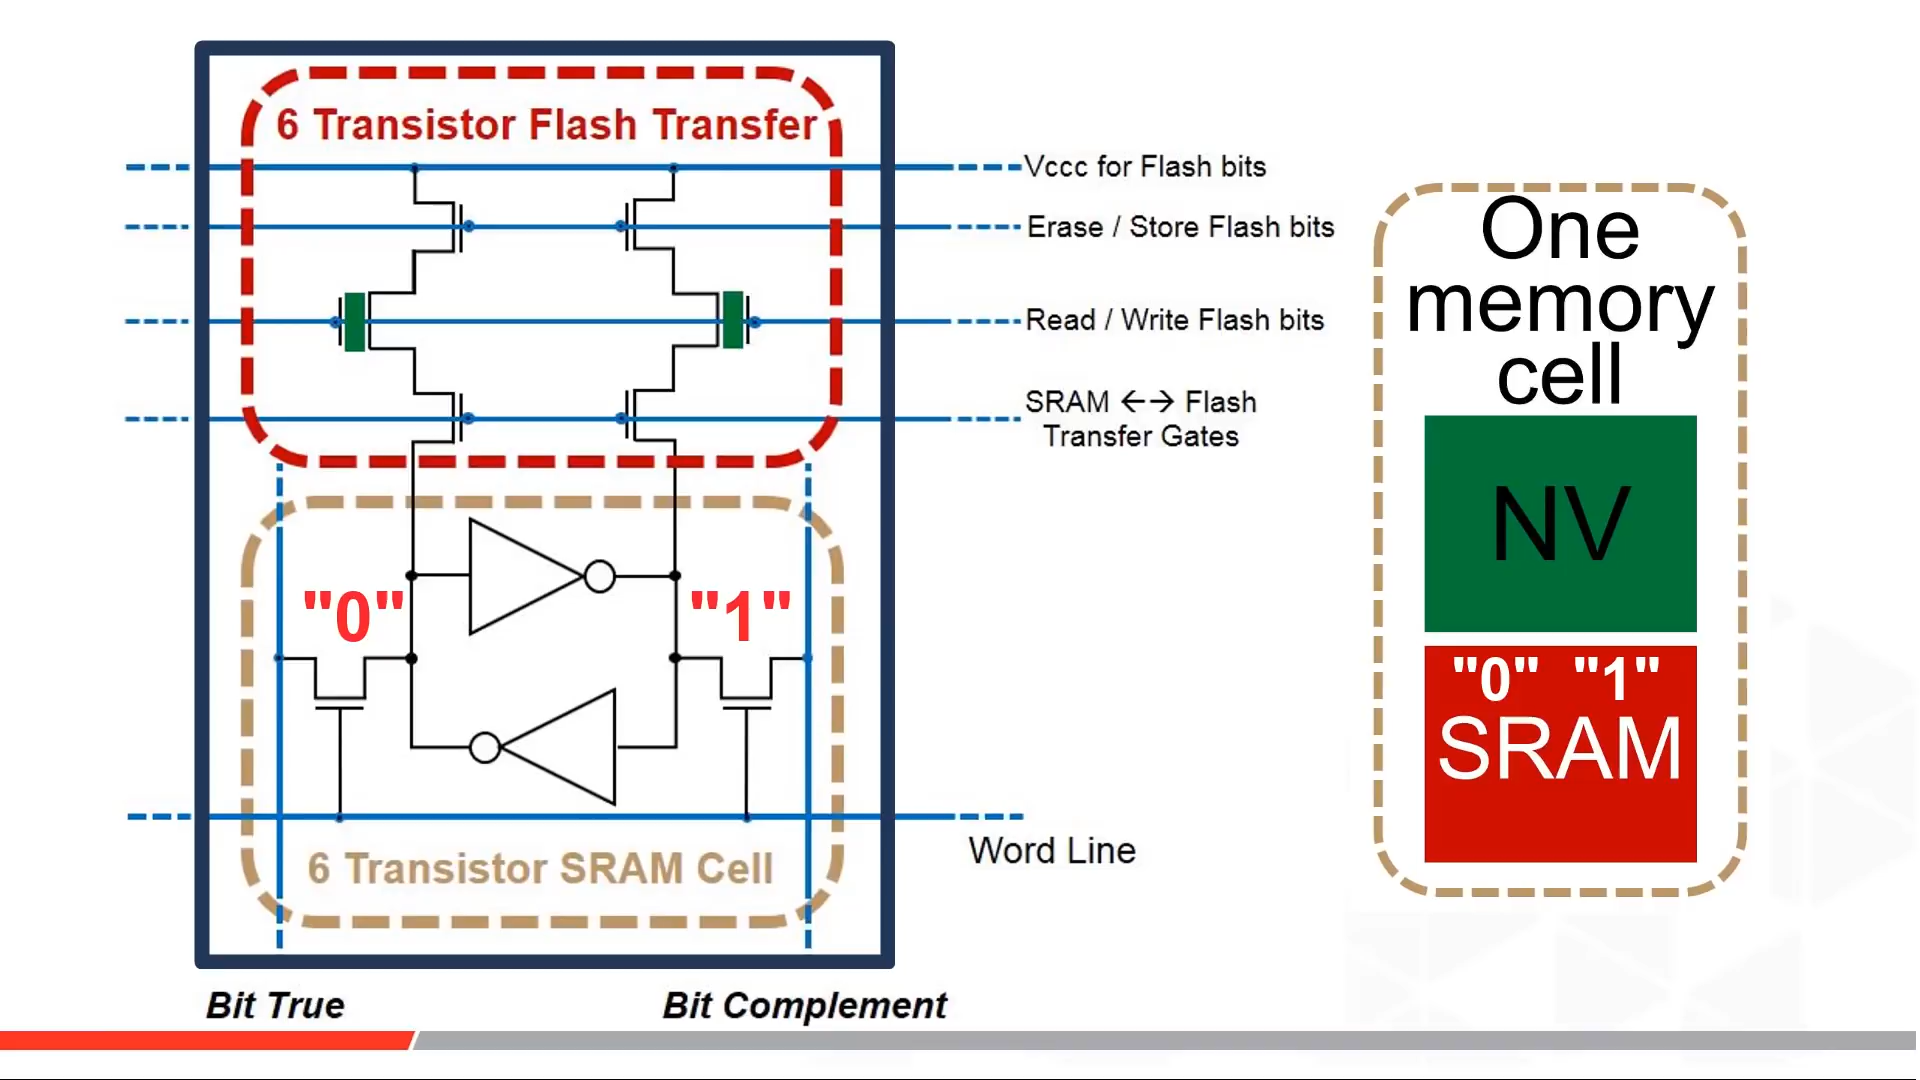 6 Transistor Flash Transfer
Vccc for Flash bits
Erase / Store Flash bits
Read / Write Flash bits
SRAM ←→ Flash
Transfer Gates
"0"
"1"
6 Transistor SRAM Cell
Word Line
Bit True
Bit Complement
One
memory
cell
NV
"0" "1"
SRAM